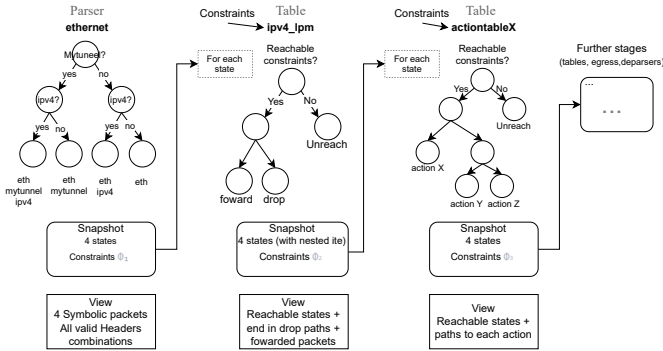 Parser
ethernet
Mytuneel?
yes
no
ipv4?
ipv4?
yes
no
yes
no
eth
mytunnel
ipv4
eth
mytunnel
eth
ipv4
eth
Snapshot
4 states
Constraints Φ₁
View
4 Symbolic packets
All valid Headers
combinations
Constraints
Table
ipv4_lpm
For each
state
Reachable
constraints?
Yes
No
Unreach
foward
drop
Snapshot
4 states (with nested ite)
Constraints Φ₂
View
Reachable states +
end in drop paths +
fowarded packets
Constraints
Table
actiontableX
For each
state
Reachable
constraints?
Yes
No
Unreach
action X
action Y
action Z
Snapshot
4 states
Constraints Φ₃
View
Reachable states +
paths to each action
Further stages
(tables, egress,deparsers)
...
...